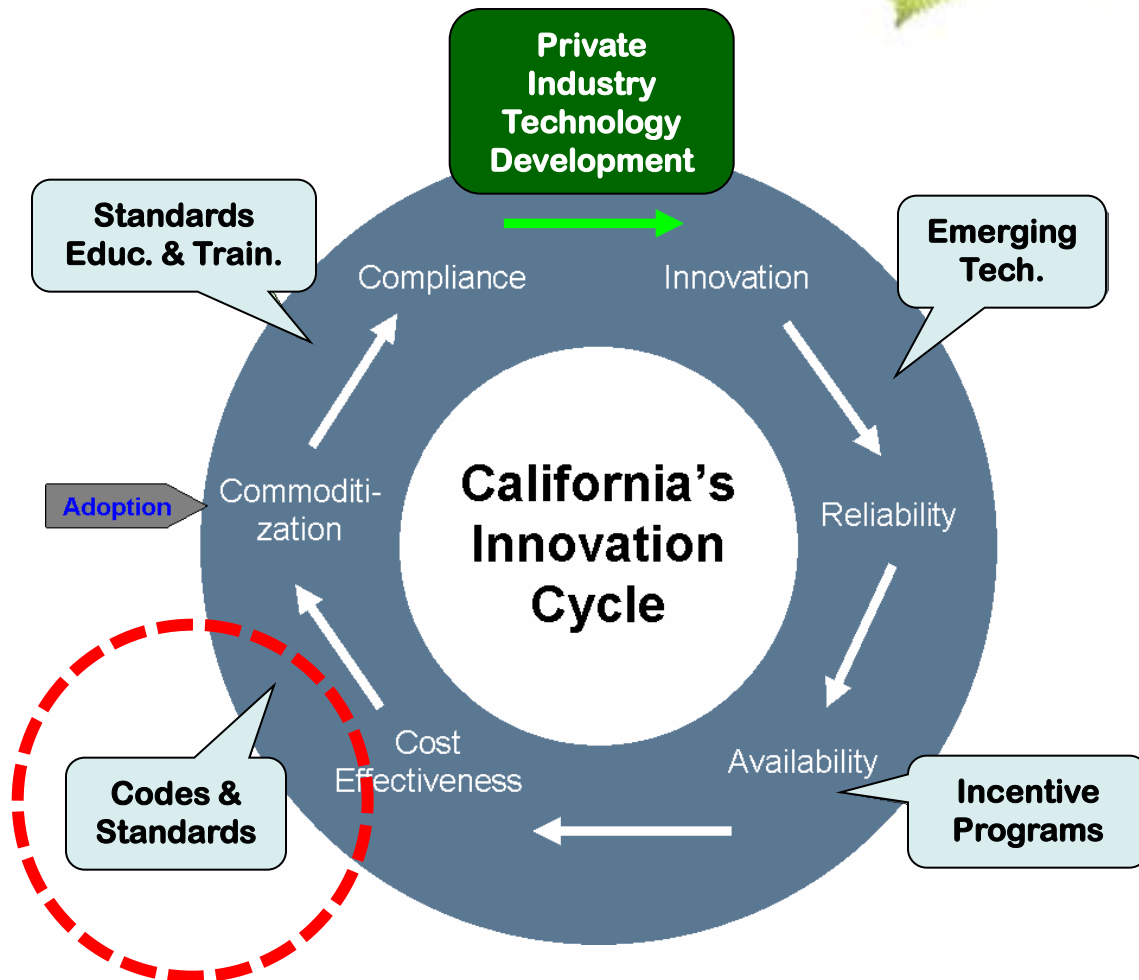 Private
Industry
Technology
Development
Standards
Educ. & Train.
Emerging
Tech.
Compliance
Innovation
California's
Innovation
Cycle
Adoption
Commoditi-
zation
Reliability
Cost
Effectiveness
Availability
Codes &
Standards
Incentive
Programs